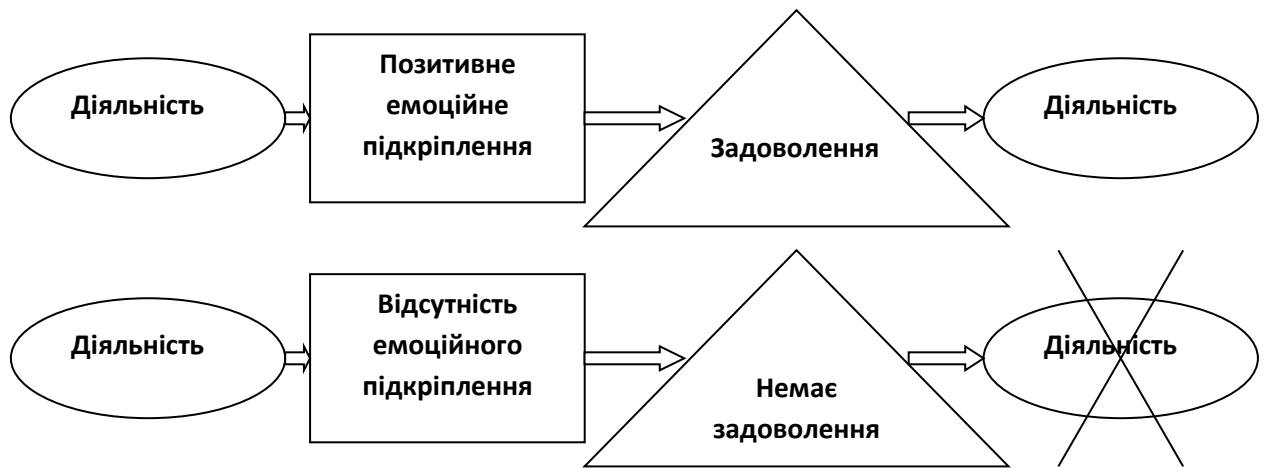 Діяльність
Позитивне
емоційне
підкріплення
Задоволення
Діяльність
Діяльність
Відсутність
емоційного
підкріплення
Немає
задоволення
Діяльність